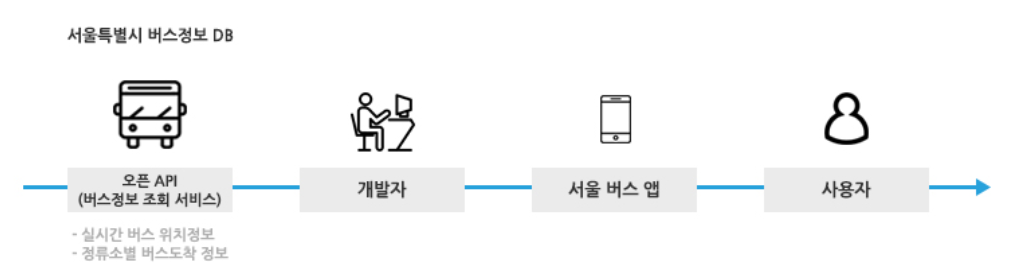 서울특별시 버스정보 DB
오픈 API
(버스정보 조회 서비스)
개발자
서울 버스 앱
사용자
- 실시간 버스 위치정보
- 정류소별 버스도착 정보